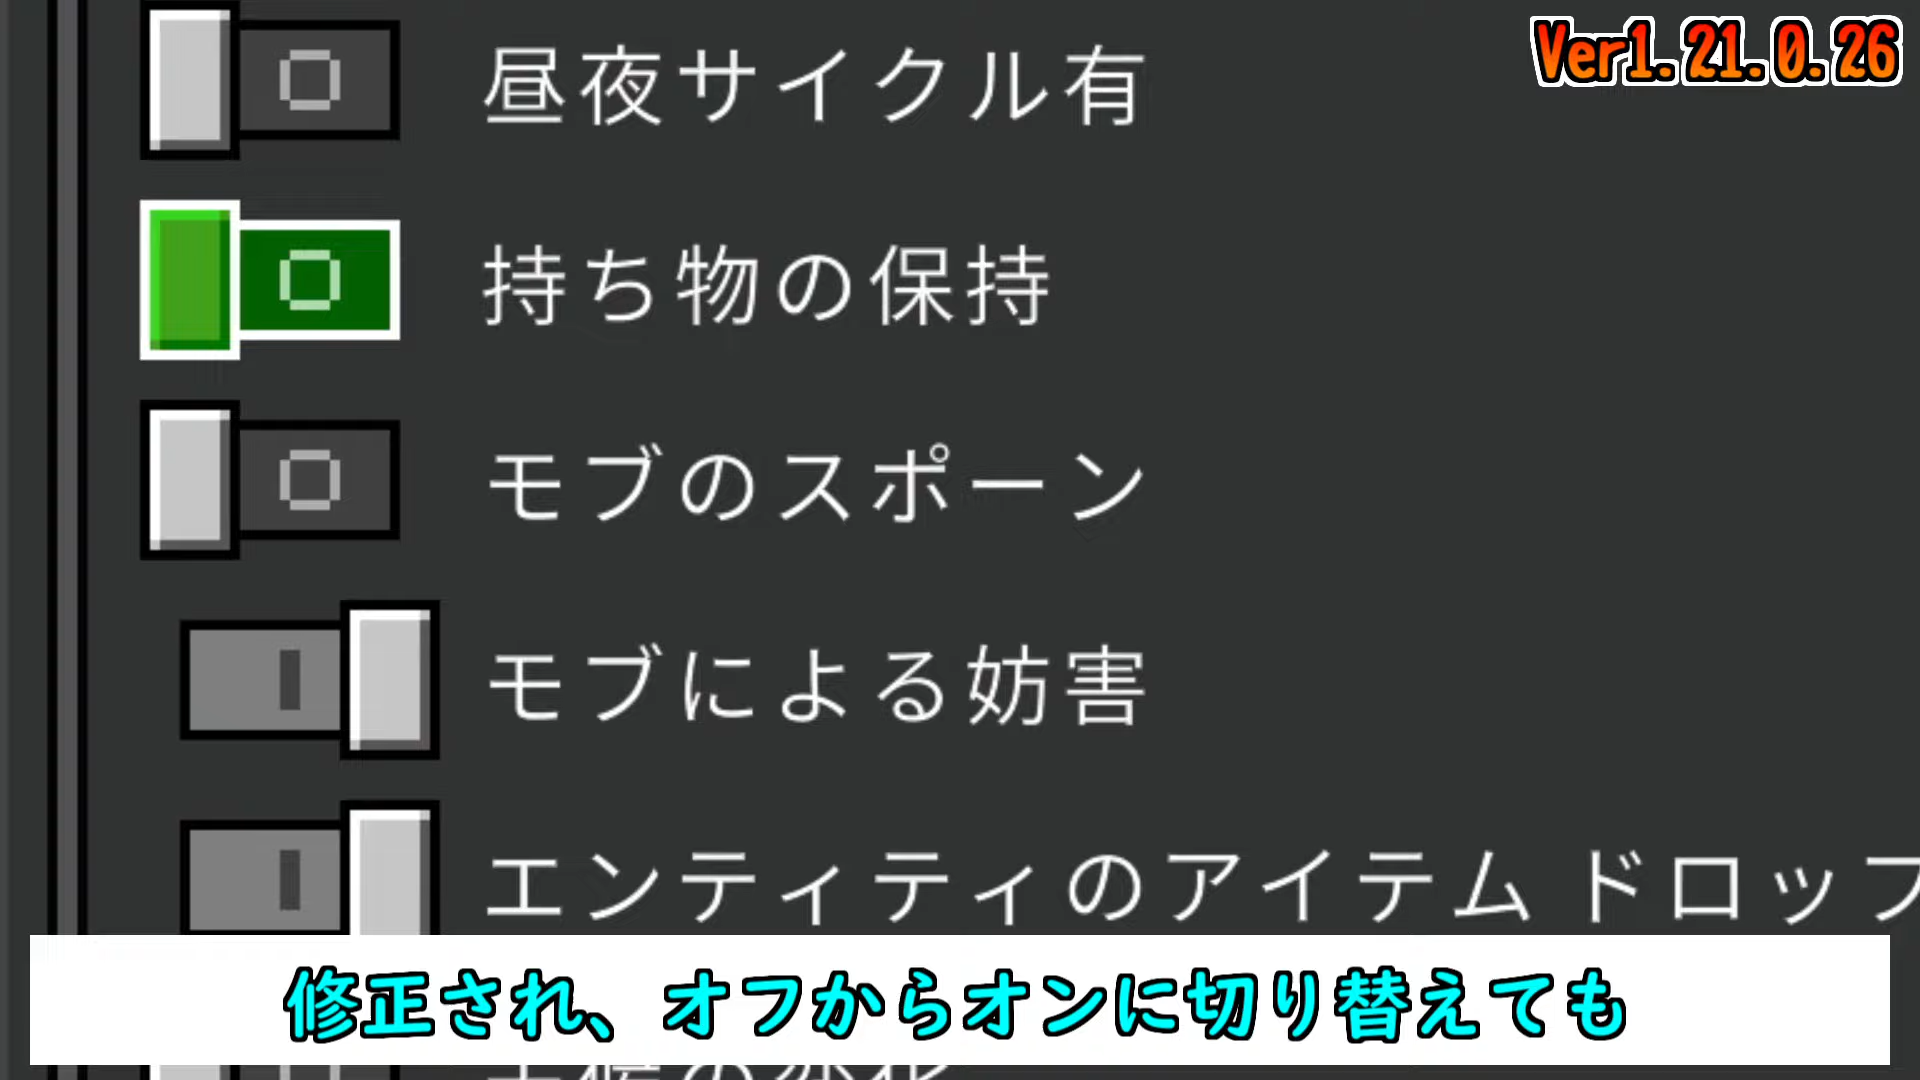 Ver1.21.0.26
昼夜サイクル有
持ち物の保持
モブのスポーン
モブによる妨害
エンティティのアイテム ドロップ
修正され、オフからオンに切り替えても